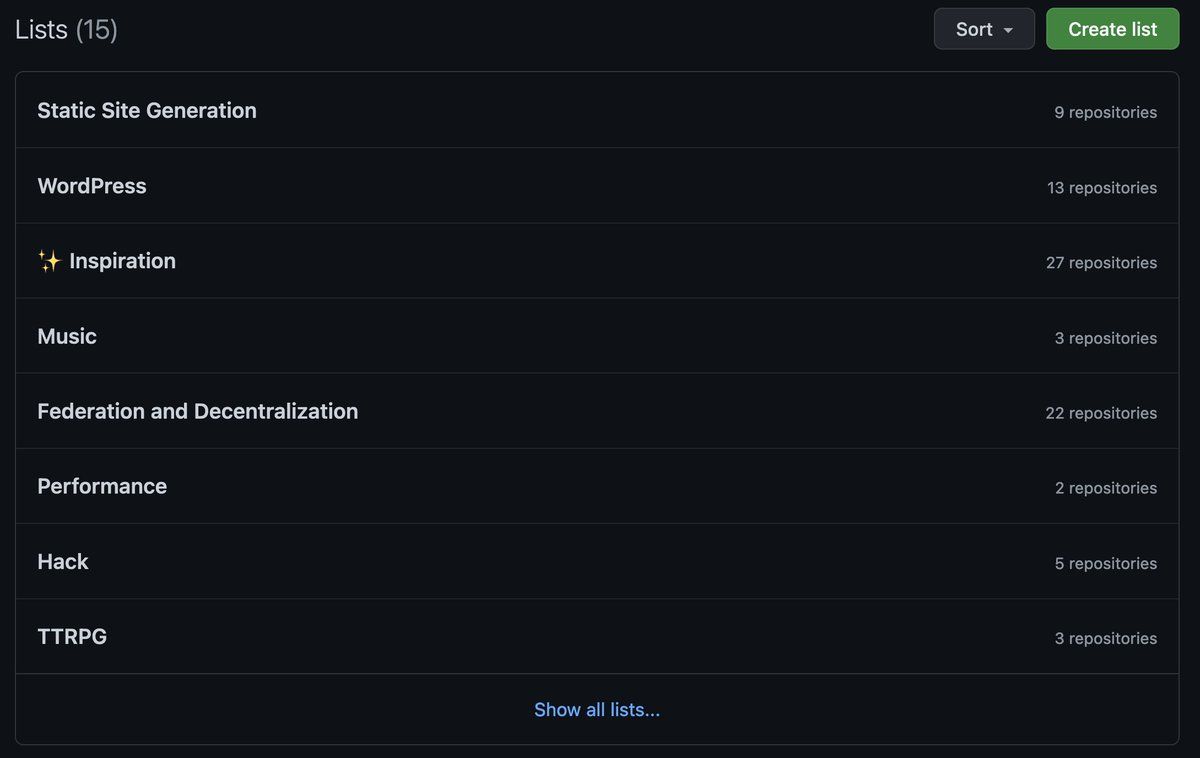 Lists (15)
Sort
Create list
Static Site Generation
9 repositories
WordPress
13 repositories
✨ Inspiration
27 repositories
Music
3 repositories
Federation and Decentralization
22 repositories
Performance
2 repositories
Hack
5 repositories
TTRPG
3 repositories
Show all lists...